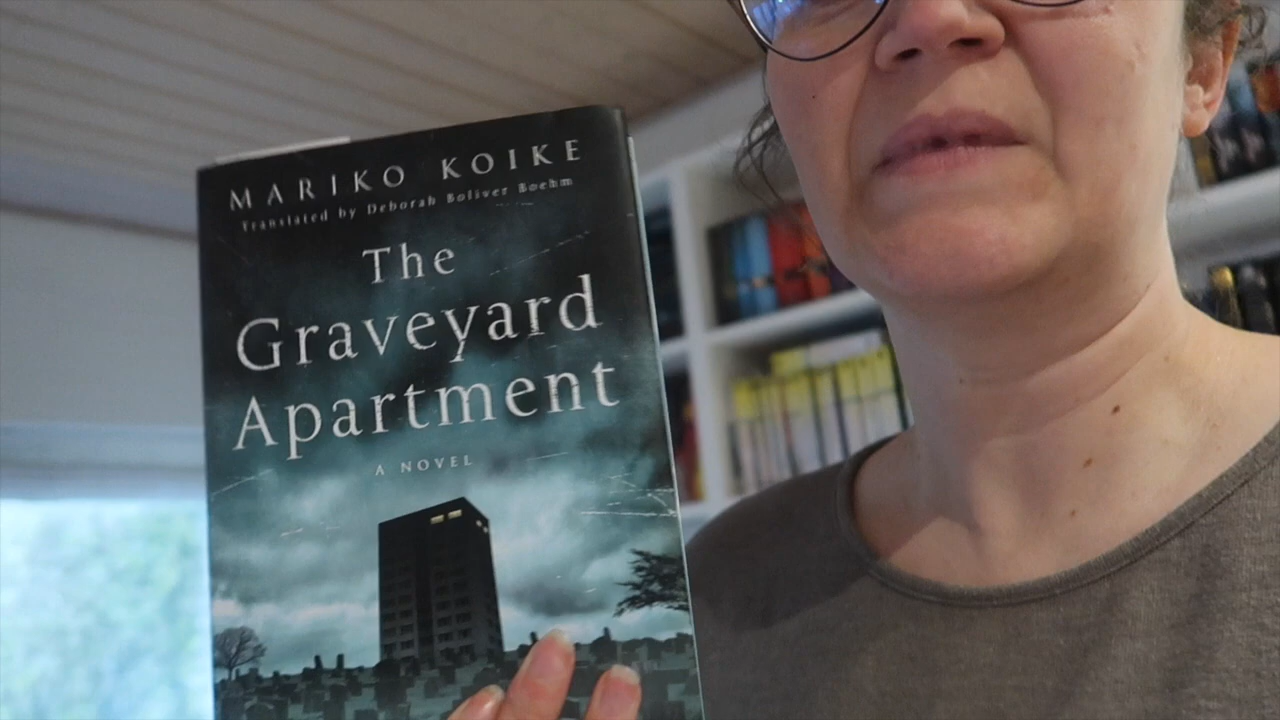 MARIKO KOIKE
Translated by Deborah Boliver Boehm
The
Graveyard
Apartment
A NOVEL